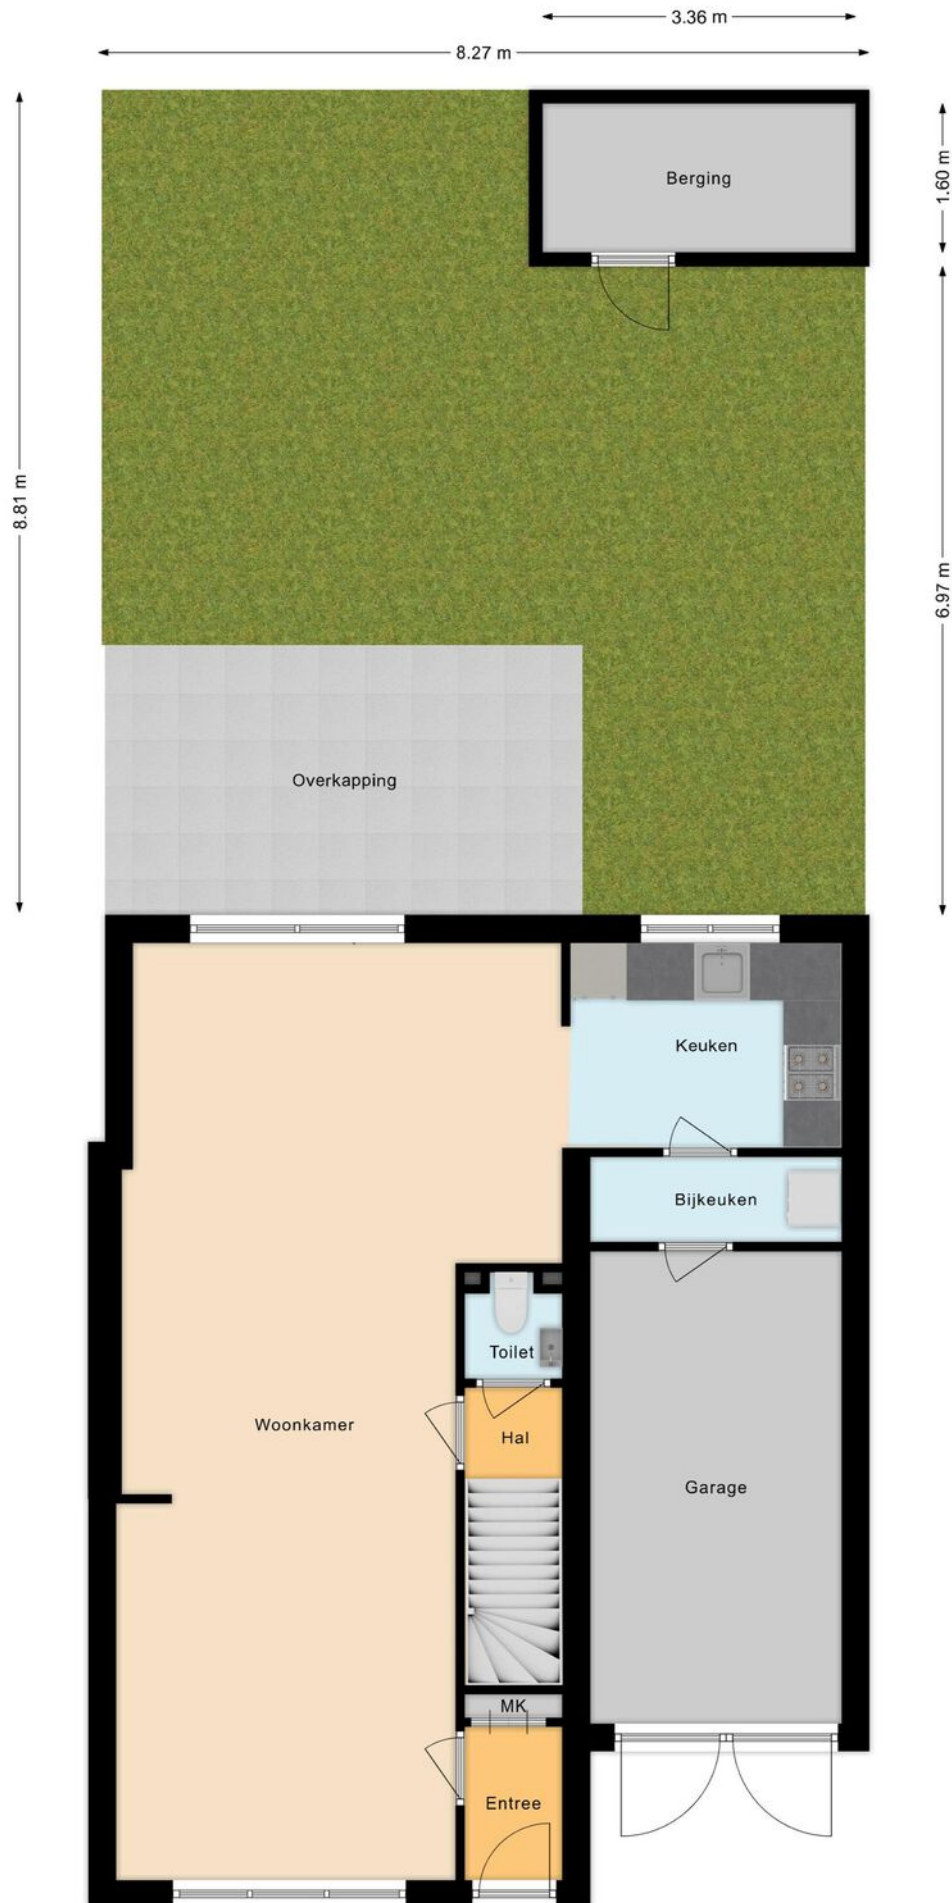 3.36 m
8.27 m
Berging
1.60 m
8.81 m
6.97 m
Overkapping
Keuken
Bijkeuken
Toilet
Woonkamer
Hal
Garage
MK
Entree